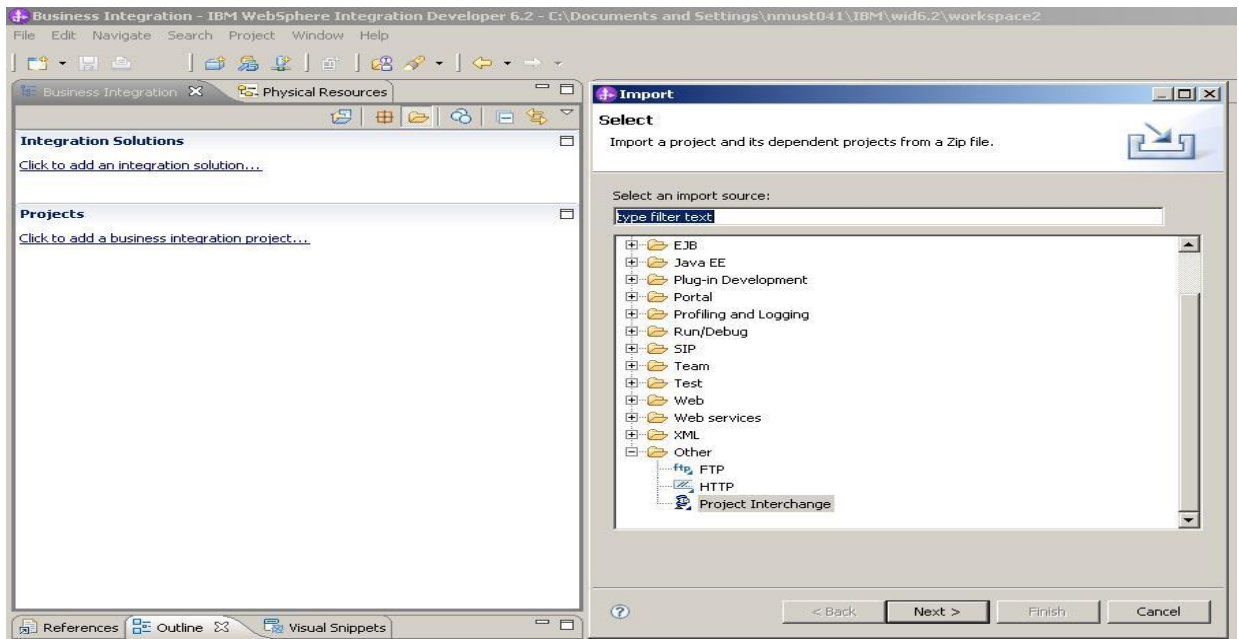 Business Integration - IBM WebSphere Integration Developer 6.2 - C:\Documents and Settings\nmust041\IBM\wid6.2\workspace2
File Edit Navigate Search Project Window Help
Business Integration
Physical Resources
Integration Solutions
Click to add an integration solution...
Projects
Click to add a business integration project...
References
Outline
Visual Snippets
Import
Select
Import a project and its dependent projects from a Zip file.
Select an import source:
type filter text
EJB
Java EE
Plug-in Development
Portal
Profiling and Logging
Run/Debug
SIP
Team
Test
Web
Web services
XML
Other
ftp FTP
HTTP
Project Interchange
?
< Back
Next >
Finish
Cancel